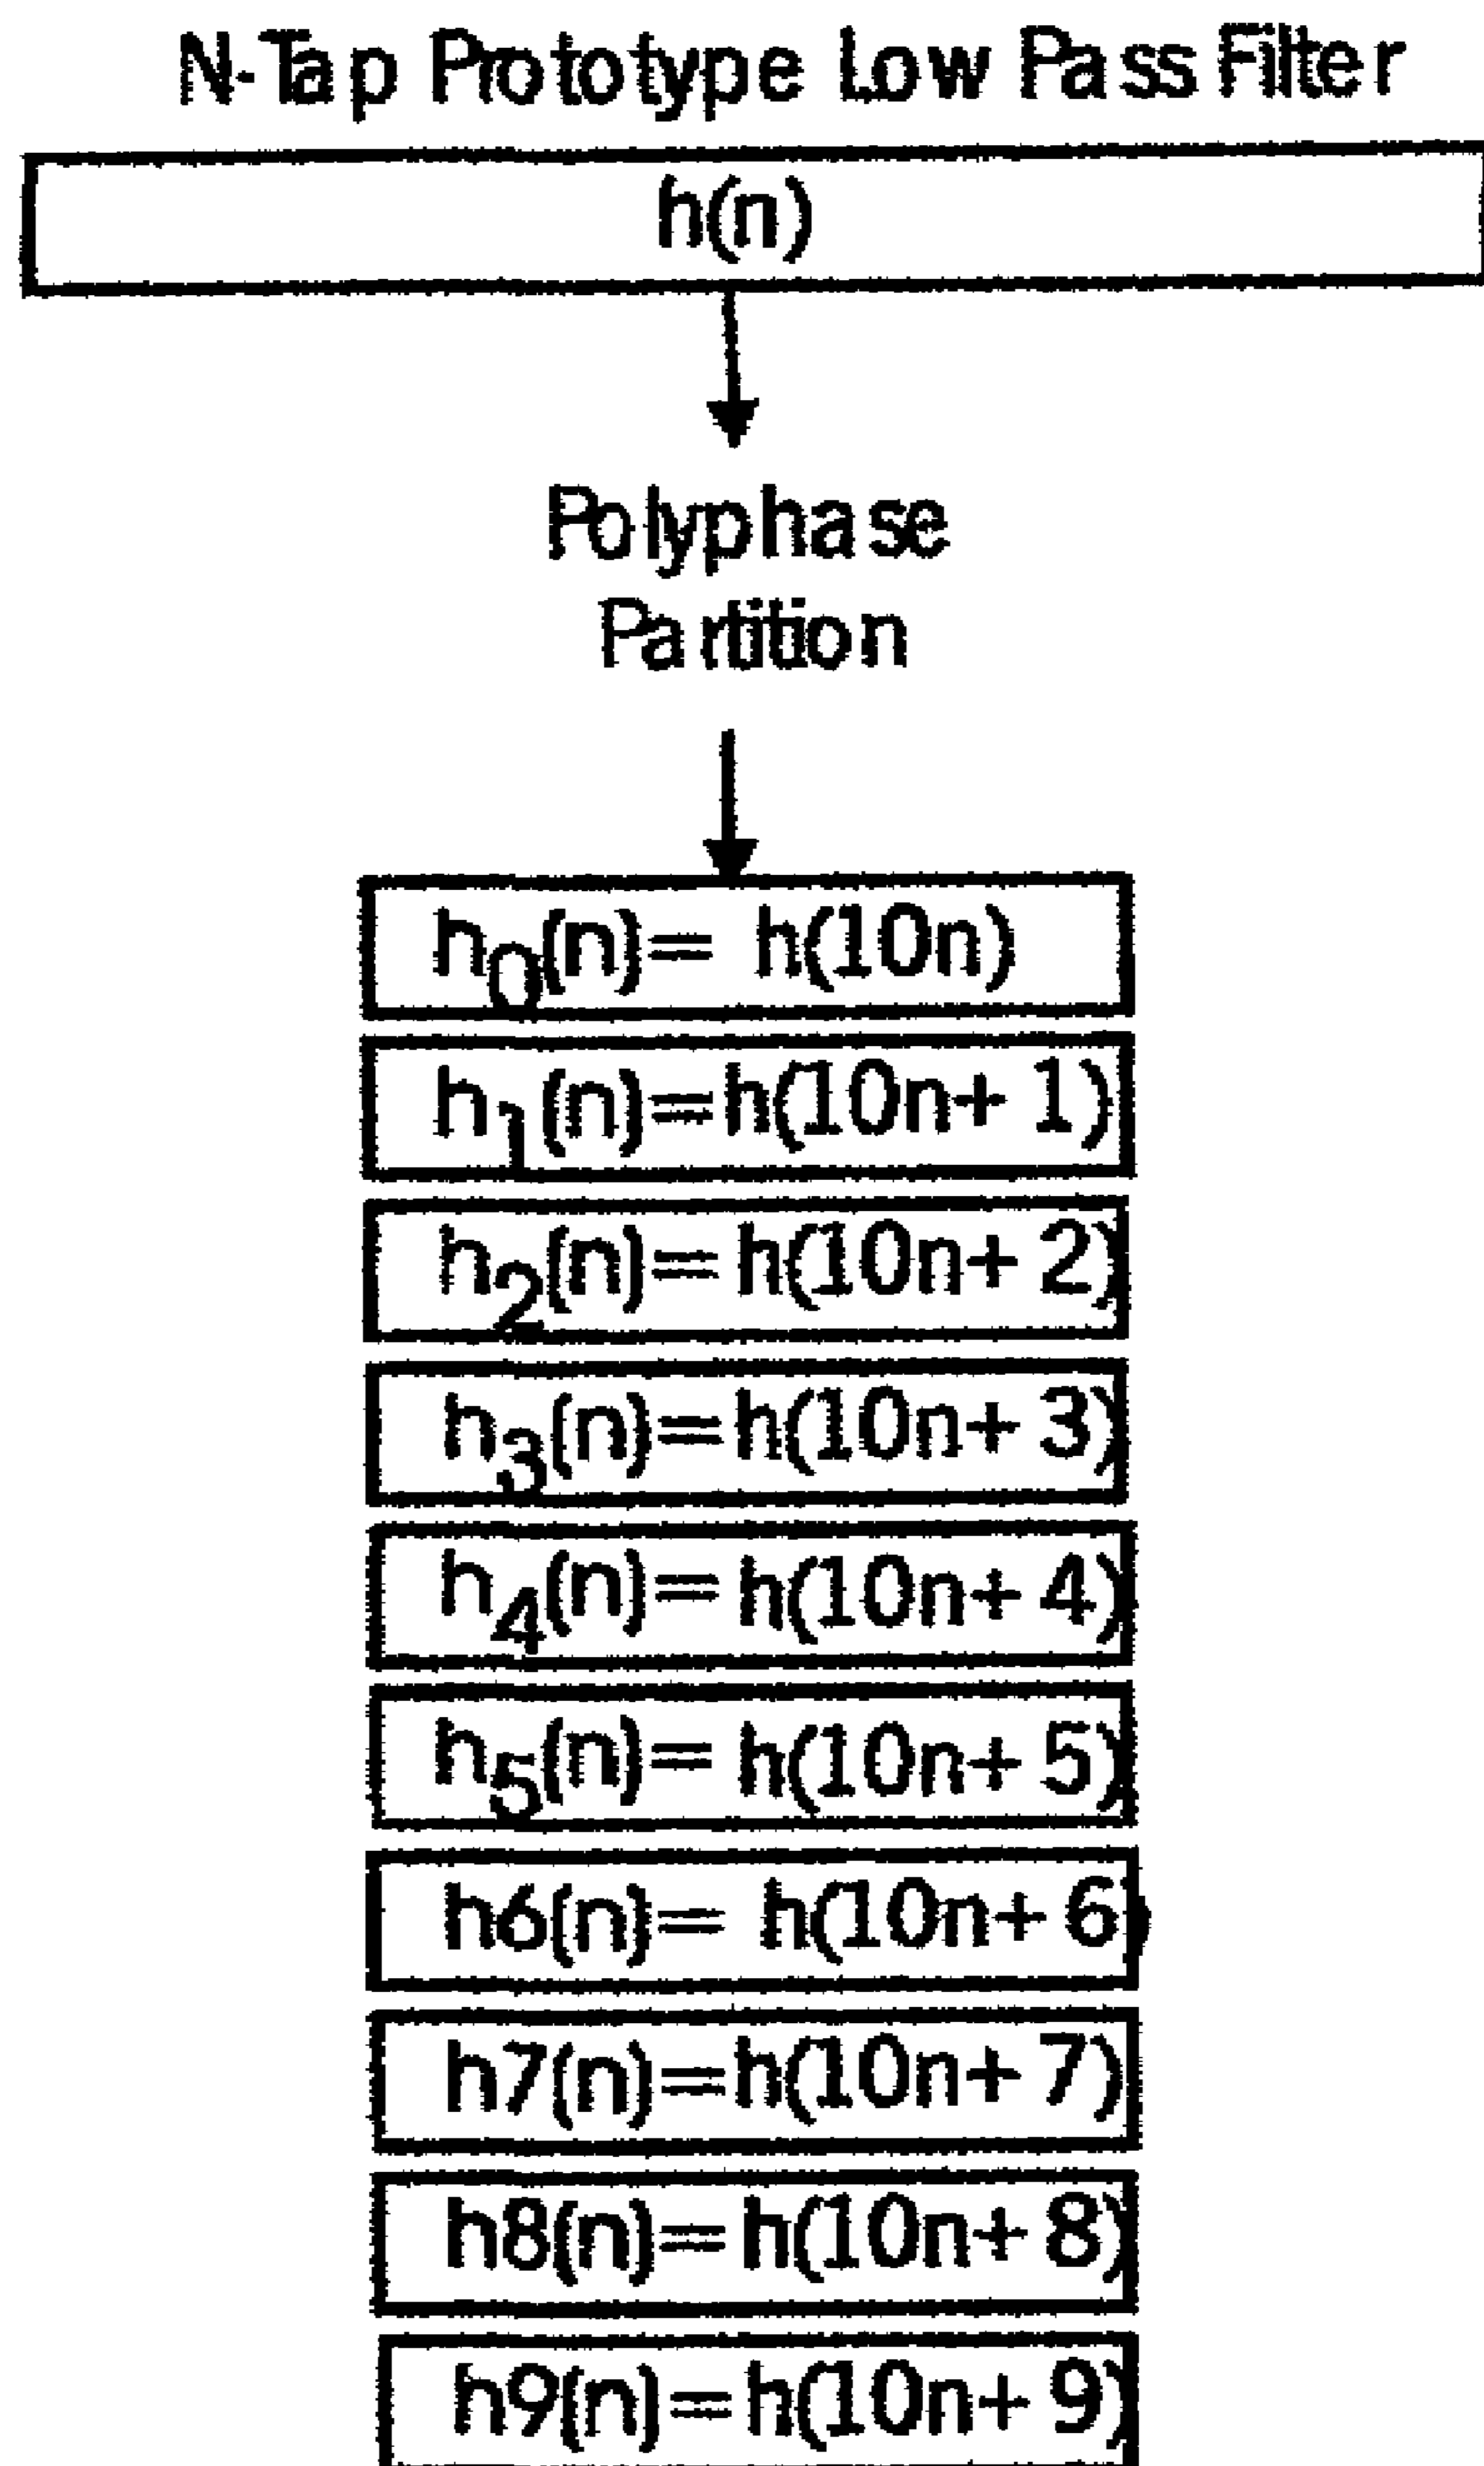 N-Tap Prototype Low Pass Filter
h(n)
Polyphase
Partition
h₀(n)= h(10n)
h₁(n)=h(10n+ 1)
h₂(n)= h(10n+ 2)
h₃(n)=h(10n+ 3)
h₄(n)= h(10n+ 4)
h₅(n)= h(10n+ 5)
h6(n)= h(10n+ 6)
h7(n)=h(10n+ 7)
h8(n)= h(10n+ 8)
h9(n)=h(10n+ 9)